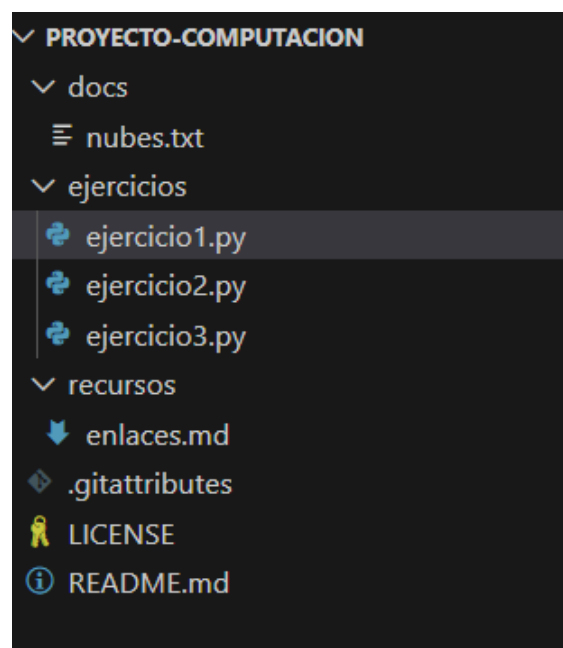 PROYECTO-COMPUTACION
docs
nubes.txt
ejercicios
ejercicio1.py
ejercicio2.py
ejercicio3.py
recursos
enlaces.md
.gitattributes
LICENSE
README.md